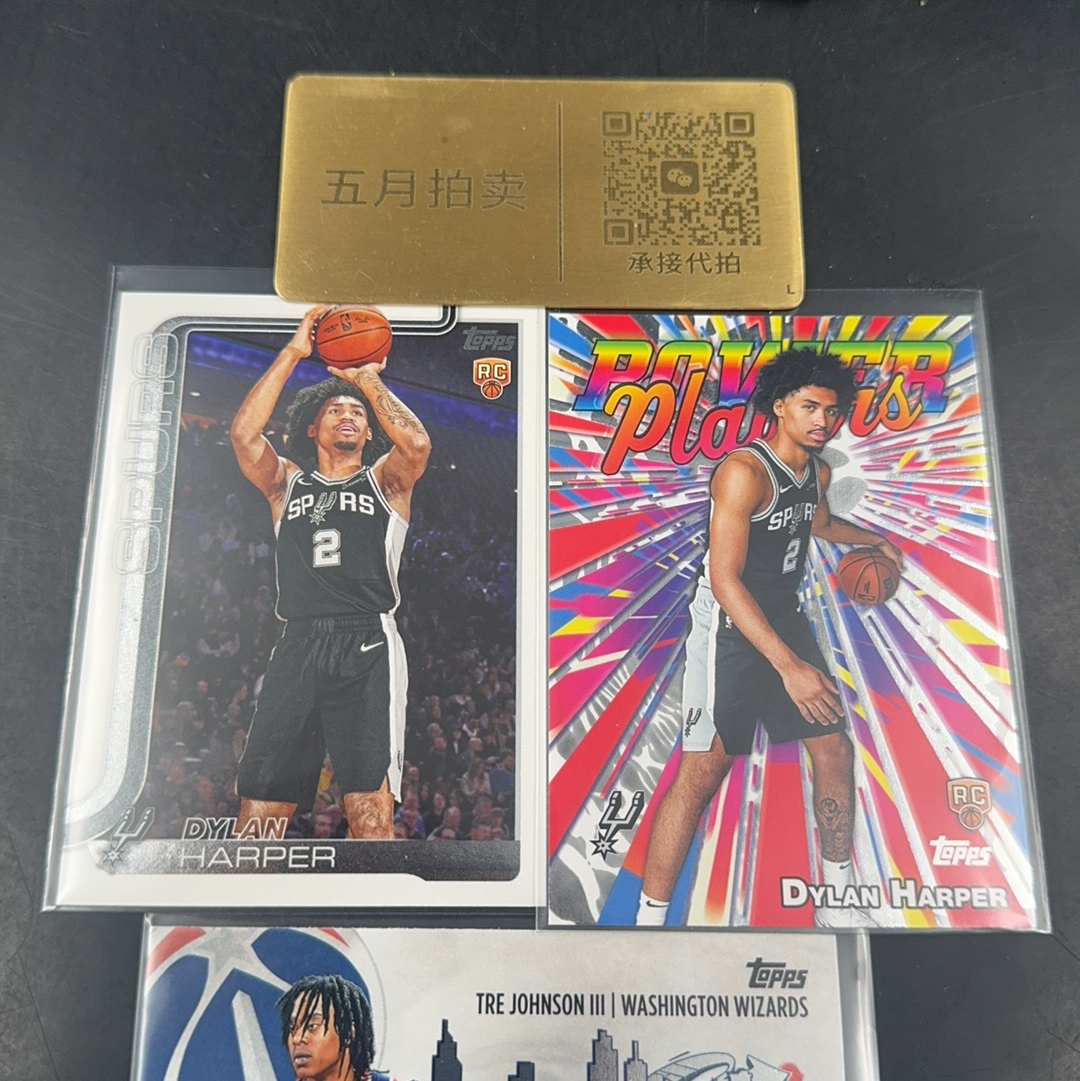 五月拍卖
承接代拍
L
SPURS
topps
RC
SPURS
2
DYLAN
HARPER
POWER
Players
SPURS
2
RC
topps
DYLAN HARPER
topps
TRE JOHNSON III | WASHINGTON WIZARDS